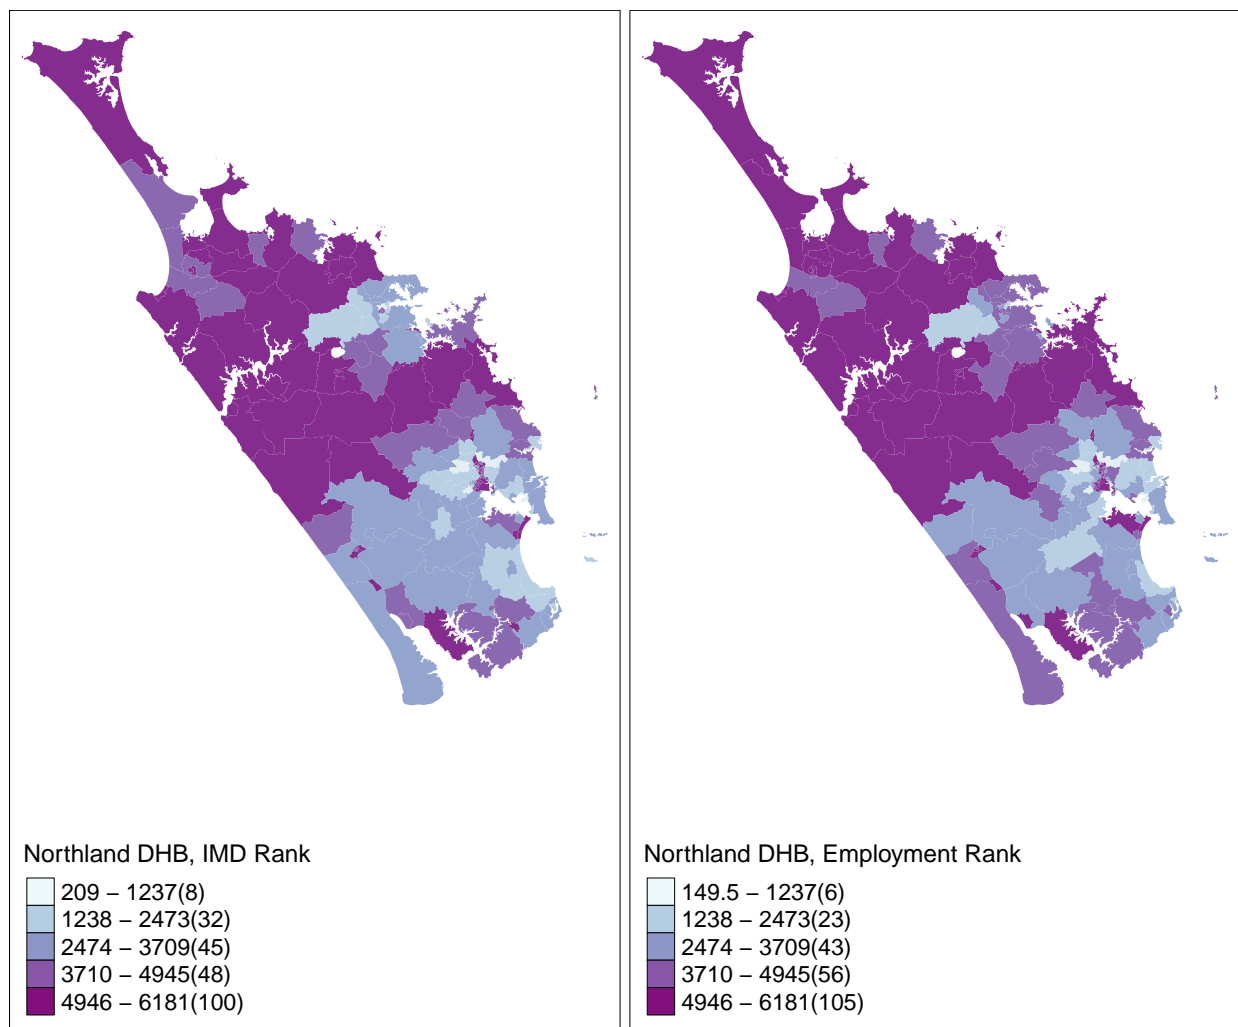 Northland DHB, IMD Rank
209 – 1237(8)
1238 – 2473(32)
2474 – 3709(45)
3710 – 4945(48)
4946 – 6181(100)
Northland DHB, Employment Rank
149.5 – 1237(6)
1238 – 2473(23)
2474 – 3709(43)
3710 – 4945(56)
4946 – 6181(105)